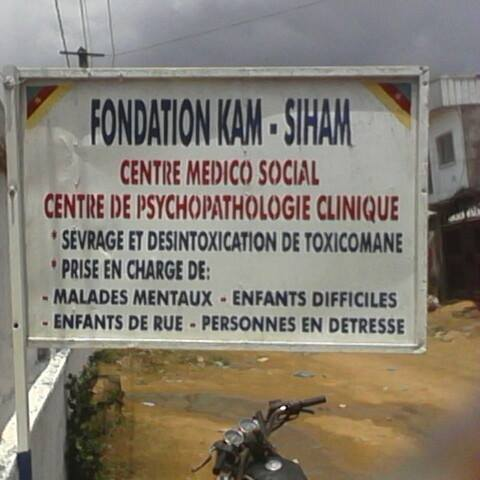 FONDATION KAM - SIHAM
CENTRE MEDICO SOCIAL
CENTRE DE PSYCHOPATHOLOGIE CLINIQUE
* SEVRAGE ET DESINTOXICATION DE TOXICOMANE
* PRISE EN CHARGE DE:
- MALADES MENTAUX - ENFANTS DIFFICILES
- ENFANTS DE RUE - PERSONNES EN DETRESSE